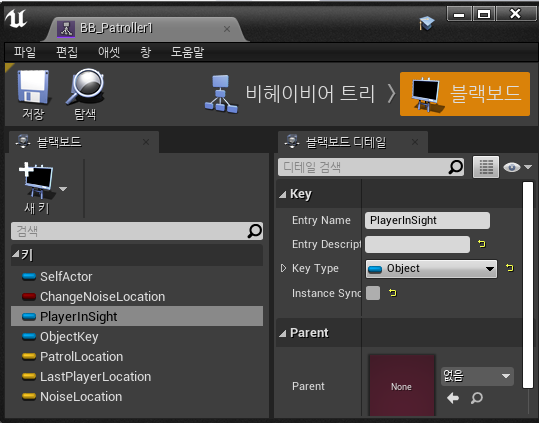 BB_Patroller1
파일 편집 애셋 창 도움말
저장
탐색
비헤이비어 트리
블랙보드
블랙보드
새 키
검색
키
SelfActor
ChangeNoiseLocation
PlayerInSight
ObjectKey
PatrolLocation
LastPlayerLocation
NoiseLocation
블랙보드 디테일
디테일 검색
Key
Entry Name PlayerInSight
Entry Descript
Key Type Object
Instance Sync
Parent
Parent None 없음